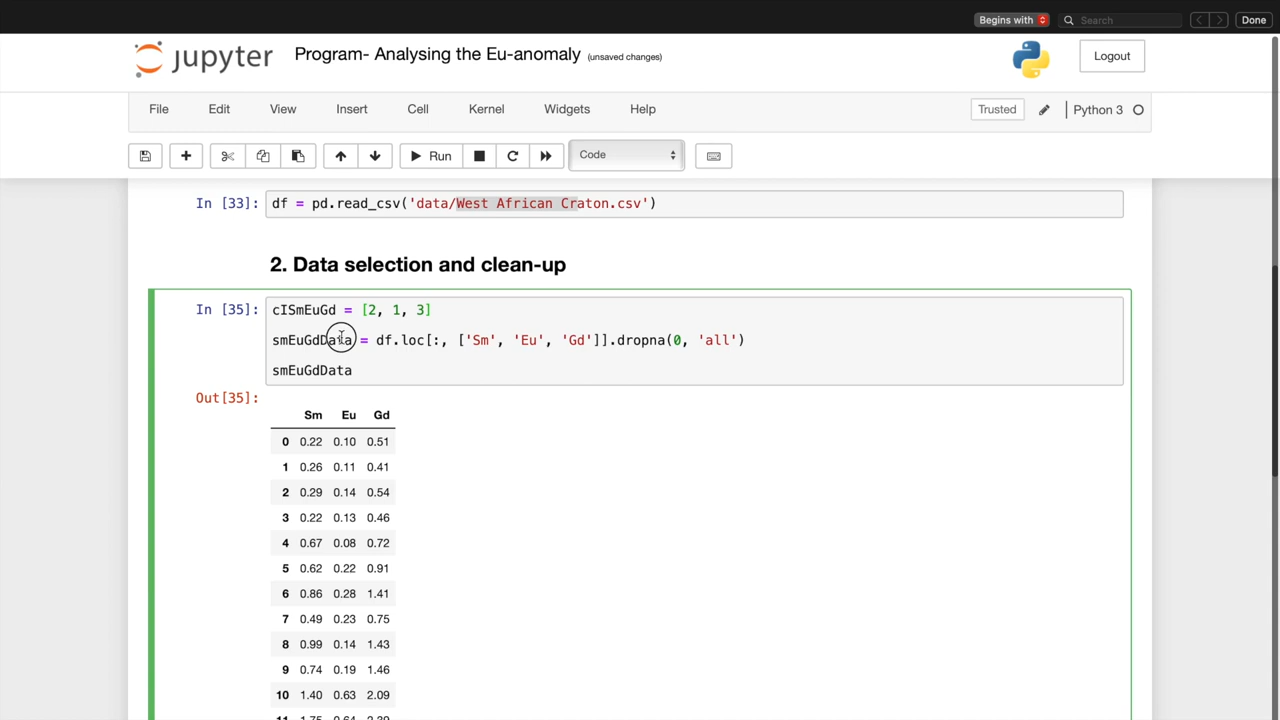 Begins with Search Done
jupyter Program- Analysing the Eu-anomaly (unsaved changes) Logout
File Edit View Insert Cell Kernel Widgets Help Trusted Python 3
Run Code
In [33]: df = pd.read_csv('data/West African Craton.csv')
2. Data selection and clean-up
In [35]: cISmEuGd = [2, 1, 3]
smEuGdData = df.loc[:, ['Sm', 'Eu', 'Gd']].dropna(0, 'all')
smEuGdData
Out[35]:
Sm Eu Gd
0 0.22 0.10 0.51
1 0.26 0.11 0.41
2 0.29 0.14 0.54
3 0.22 0.13 0.46
4 0.67 0.08 0.72
5 0.62 0.22 0.91
6 0.86 0.28 1.41
7 0.49 0.23 0.75
8 0.99 0.14 1.43
9 0.74 0.19 1.46
10 1.40 0.63 2.09
11 1.75 0.64 2.39